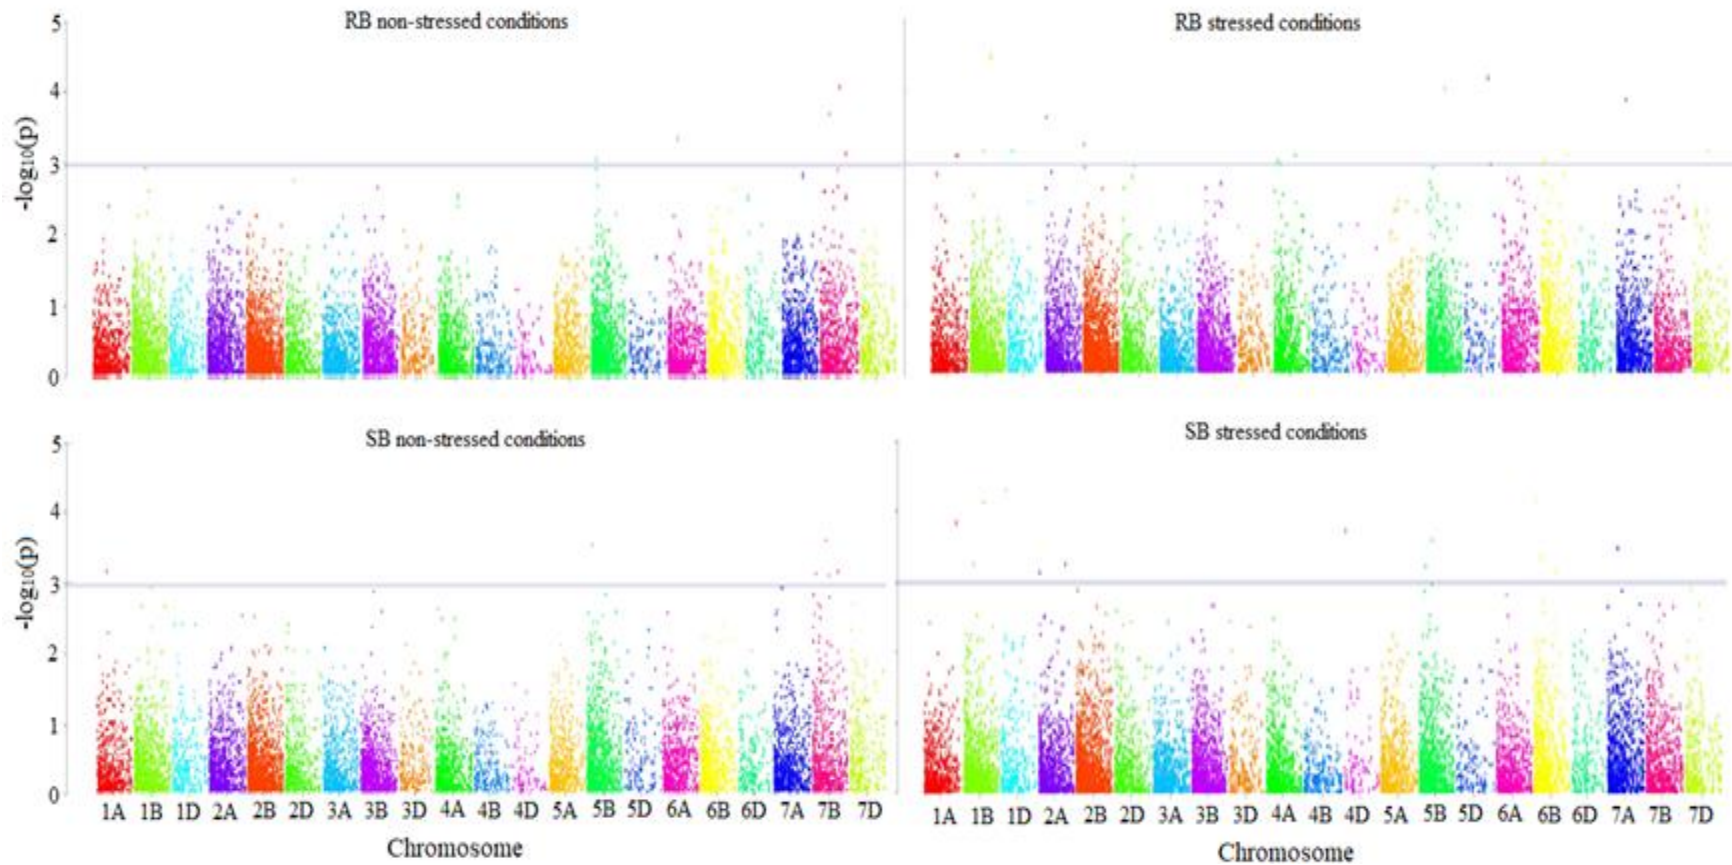 RB non-stressed conditions
RB stressed conditions
5
4
3
2
1
0
-log10(p)
SB non-stressed conditions
SB stressed conditions
5
4
3
2
1
0
-log10(p)
1A 1B 1D 2A 2B 2D 3A 3B 3D 4A 4B 4D 5A 5B 5D 6A 6B 6D 7A 7B 7D
1A 1B 1D 2A 2B 2D 3A 3B 3D 4A 4B 4D 5A 5B 5D 6A 6B 6D 7A 7B 7D
Chromosome
Chromosome